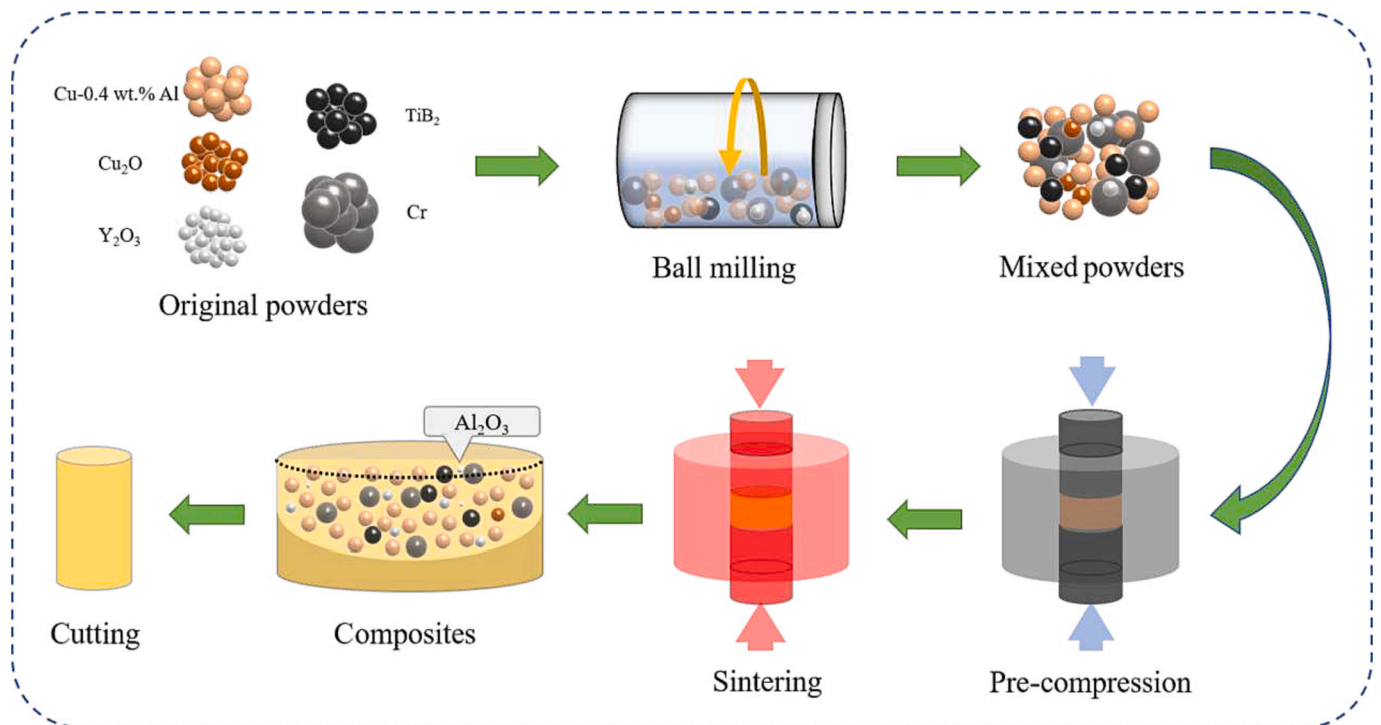 Cu-0.4 wt.% Al
TiB₂
Cu₂O
Cr
Y₂O₃
Original powders
Ball milling
Mixed powders
Al₂O₃
Cutting
Composites
Sintering
Pre-compression